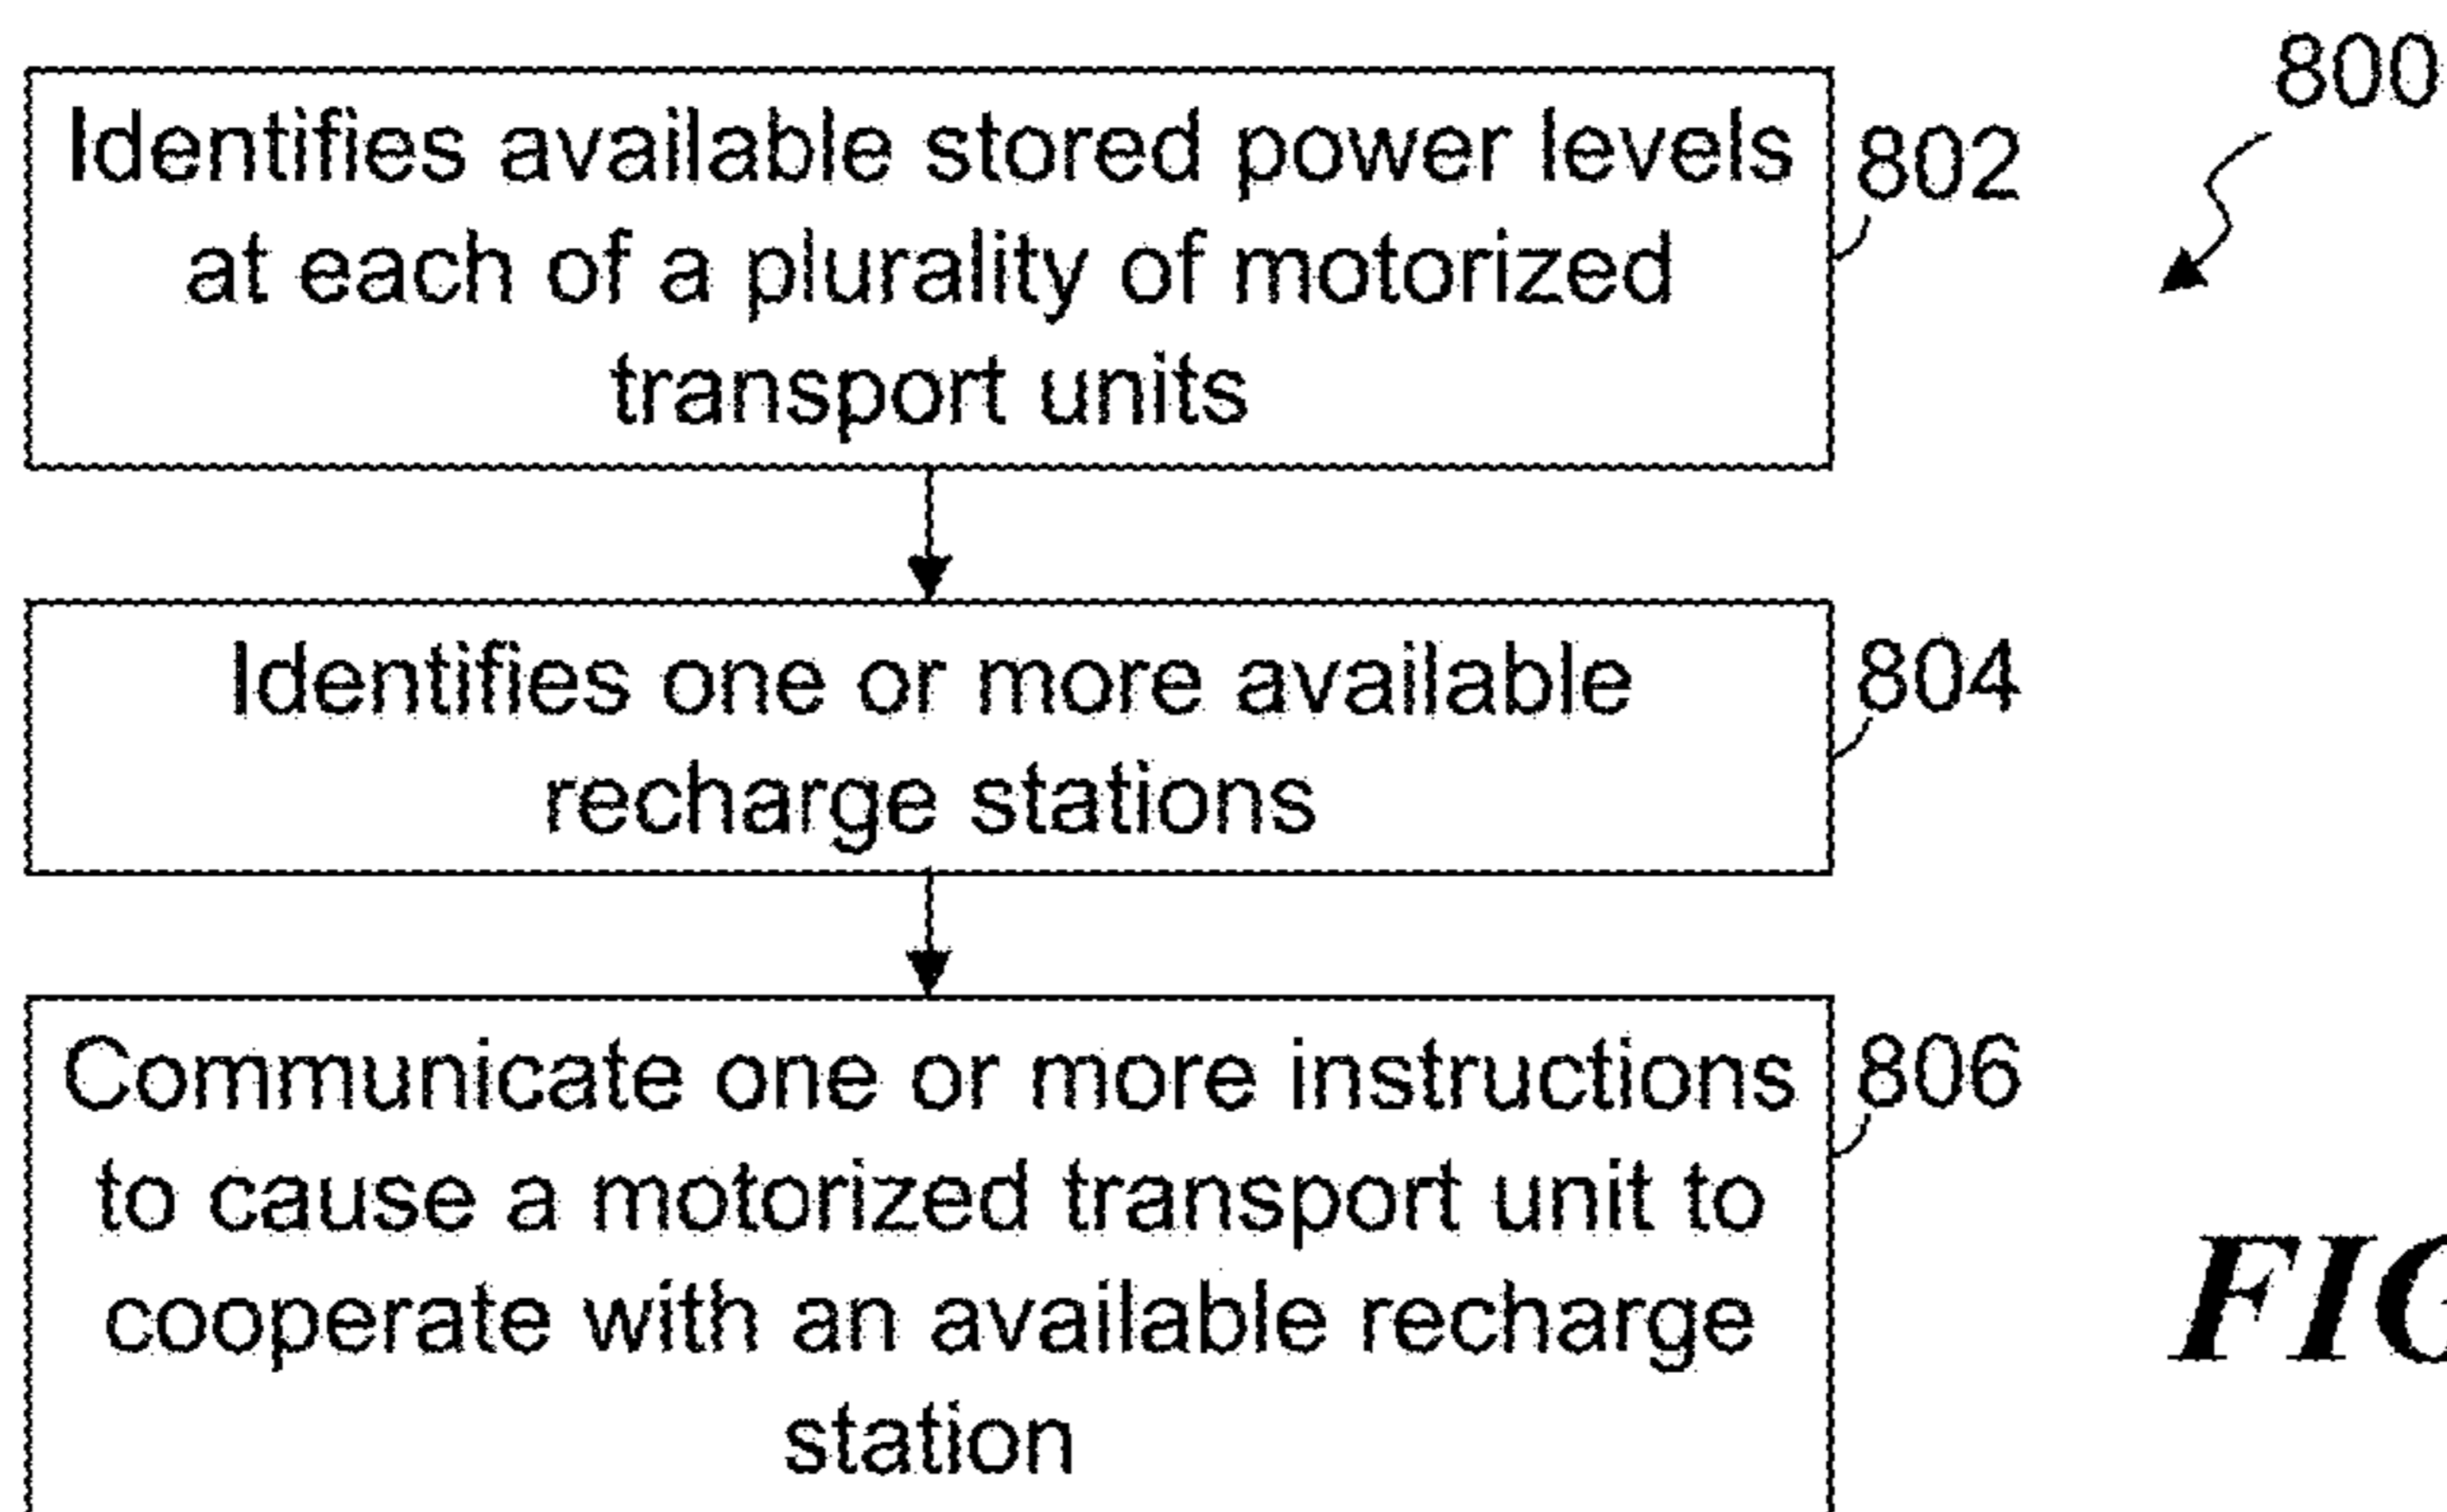 800
Identifies available stored power levels
at each of a plurality of motorized
transport units
802
Identifies one or more available
recharge stations
804
Communicate one or more instructions
to cause a motorized transport unit to
cooperate with an available recharge
station
806
FIG